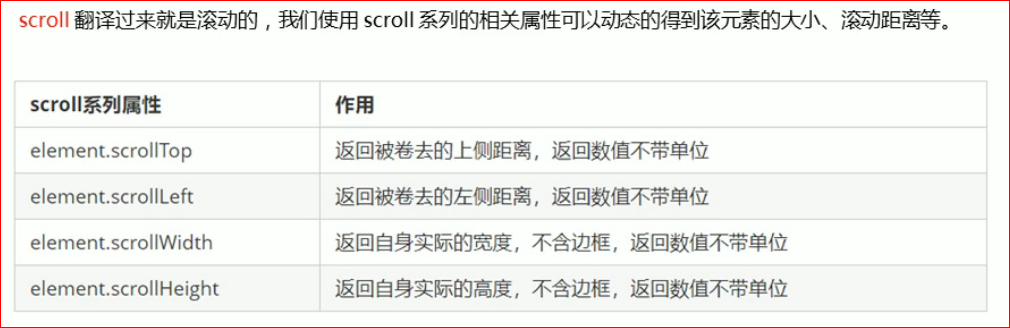 scroll 翻译过来就是滚动的，我们使用 scroll 系列的相关属性可以动态的得到该元素的大小、滚动距离等。
scroll系列属性 作用
element.scrollTop 返回被卷去的上侧距离，返回数值不带单位
element.scrollLeft 返回被卷去的左侧距离，返回数值不带单位
element.scrollWidth 返回自身实际的宽度，不含边框，返回数值不带单位
element.scrollHeight 返回自身实际的高度，不含边框，返回数值不带单位